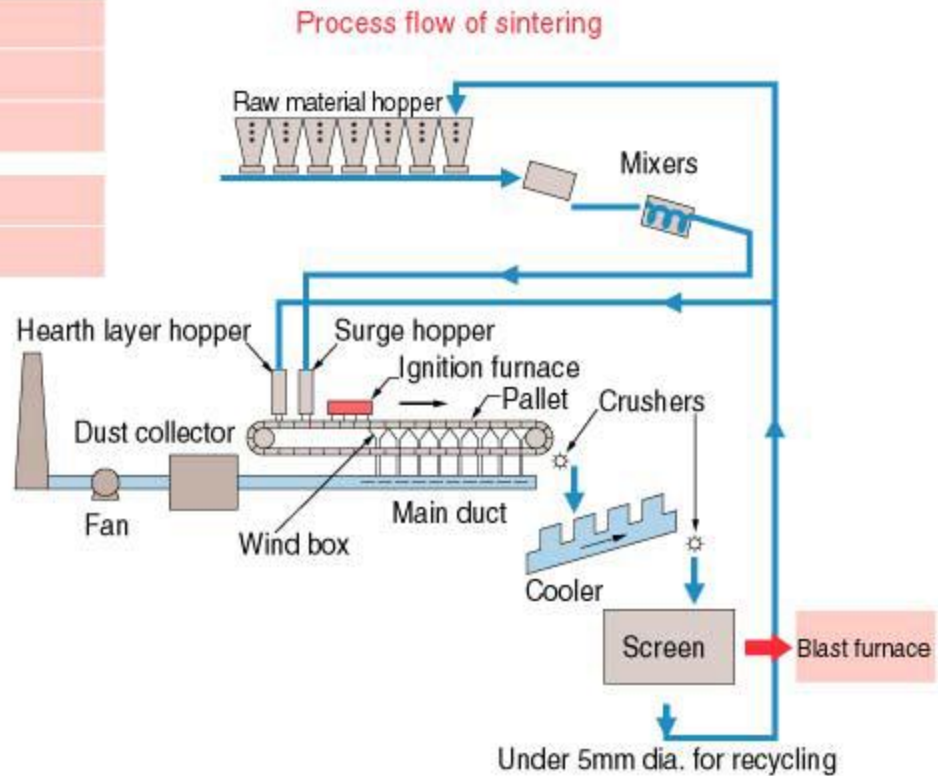 Process flow of sintering
Raw material hopper
Mixers
Hearth layer hopper
Surge hopper
Ignition furnace
Pallet
Crushers
Dust collector
Fan
Wind box
Main duct
Cooler
Screen
Blast furnace
Under 5mm dia. for recycling